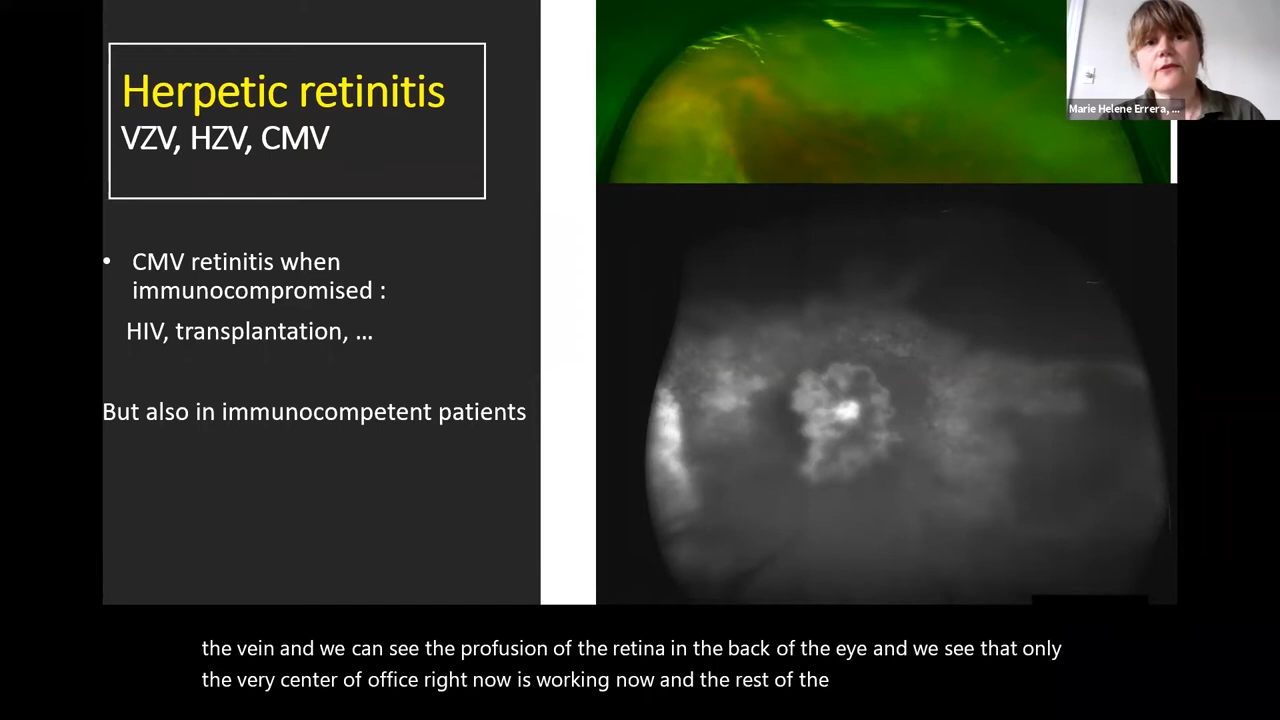 Herpetic retinitis
VZV, HZV, CMV
Marie Helene Errera, ...
• CMV retinitis when
immunocompromised :
HIV, transplantation, ...
But also in immunocompetent patients
the vein and we can see the profusion of the retina in the back of the eye and we see that only
the very center of office right now is working now and the rest of the